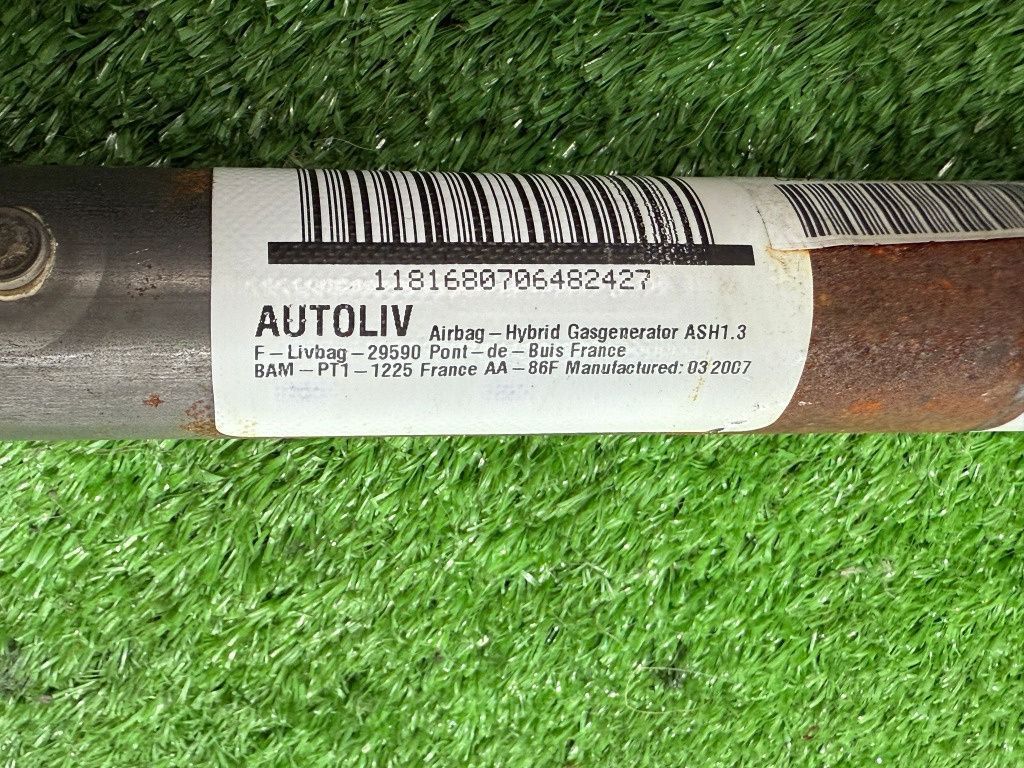 1181680706482427
AUTOLIV Airbag-Hybrid Gasgenerator ASH1.3
F-Livbag-29590 Pont-de-Buis France
BAM-PT1-1225 France AA-86F Manufactured: 03 2007